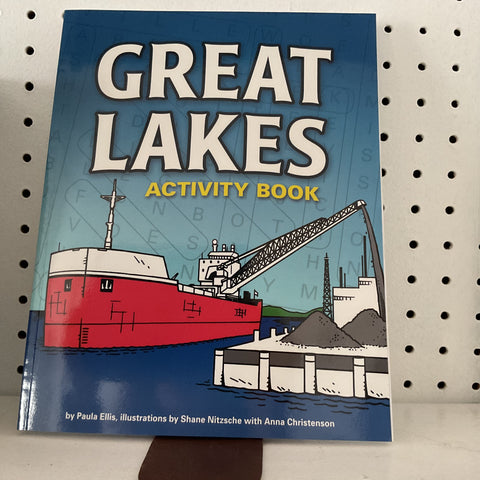 GREAT
LAKES
ACTIVITY BOOK
by Paula Ellis, illustrations by Shane Nitzsche with Anna Christenson